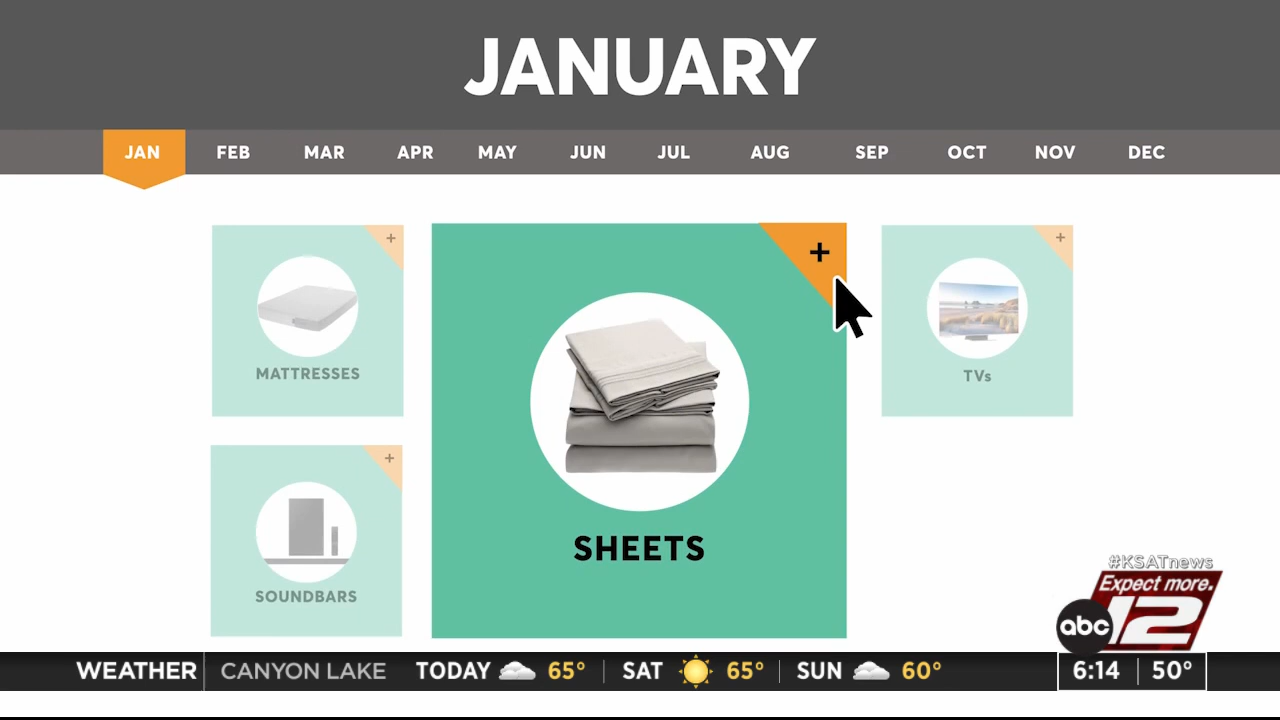 JANUARY
JAN FEB MAR APR MAY JUN JUL AUG SEP OCT NOV DEC
+ + +
MATTRESSES
TVs
+
SHEETS
SOUNDBARS
#KSATnews
Expect more.
abc 12
WEATHER CANYON LAKE TODAY 65° SAT 65° SUN 60° 6:14 50°